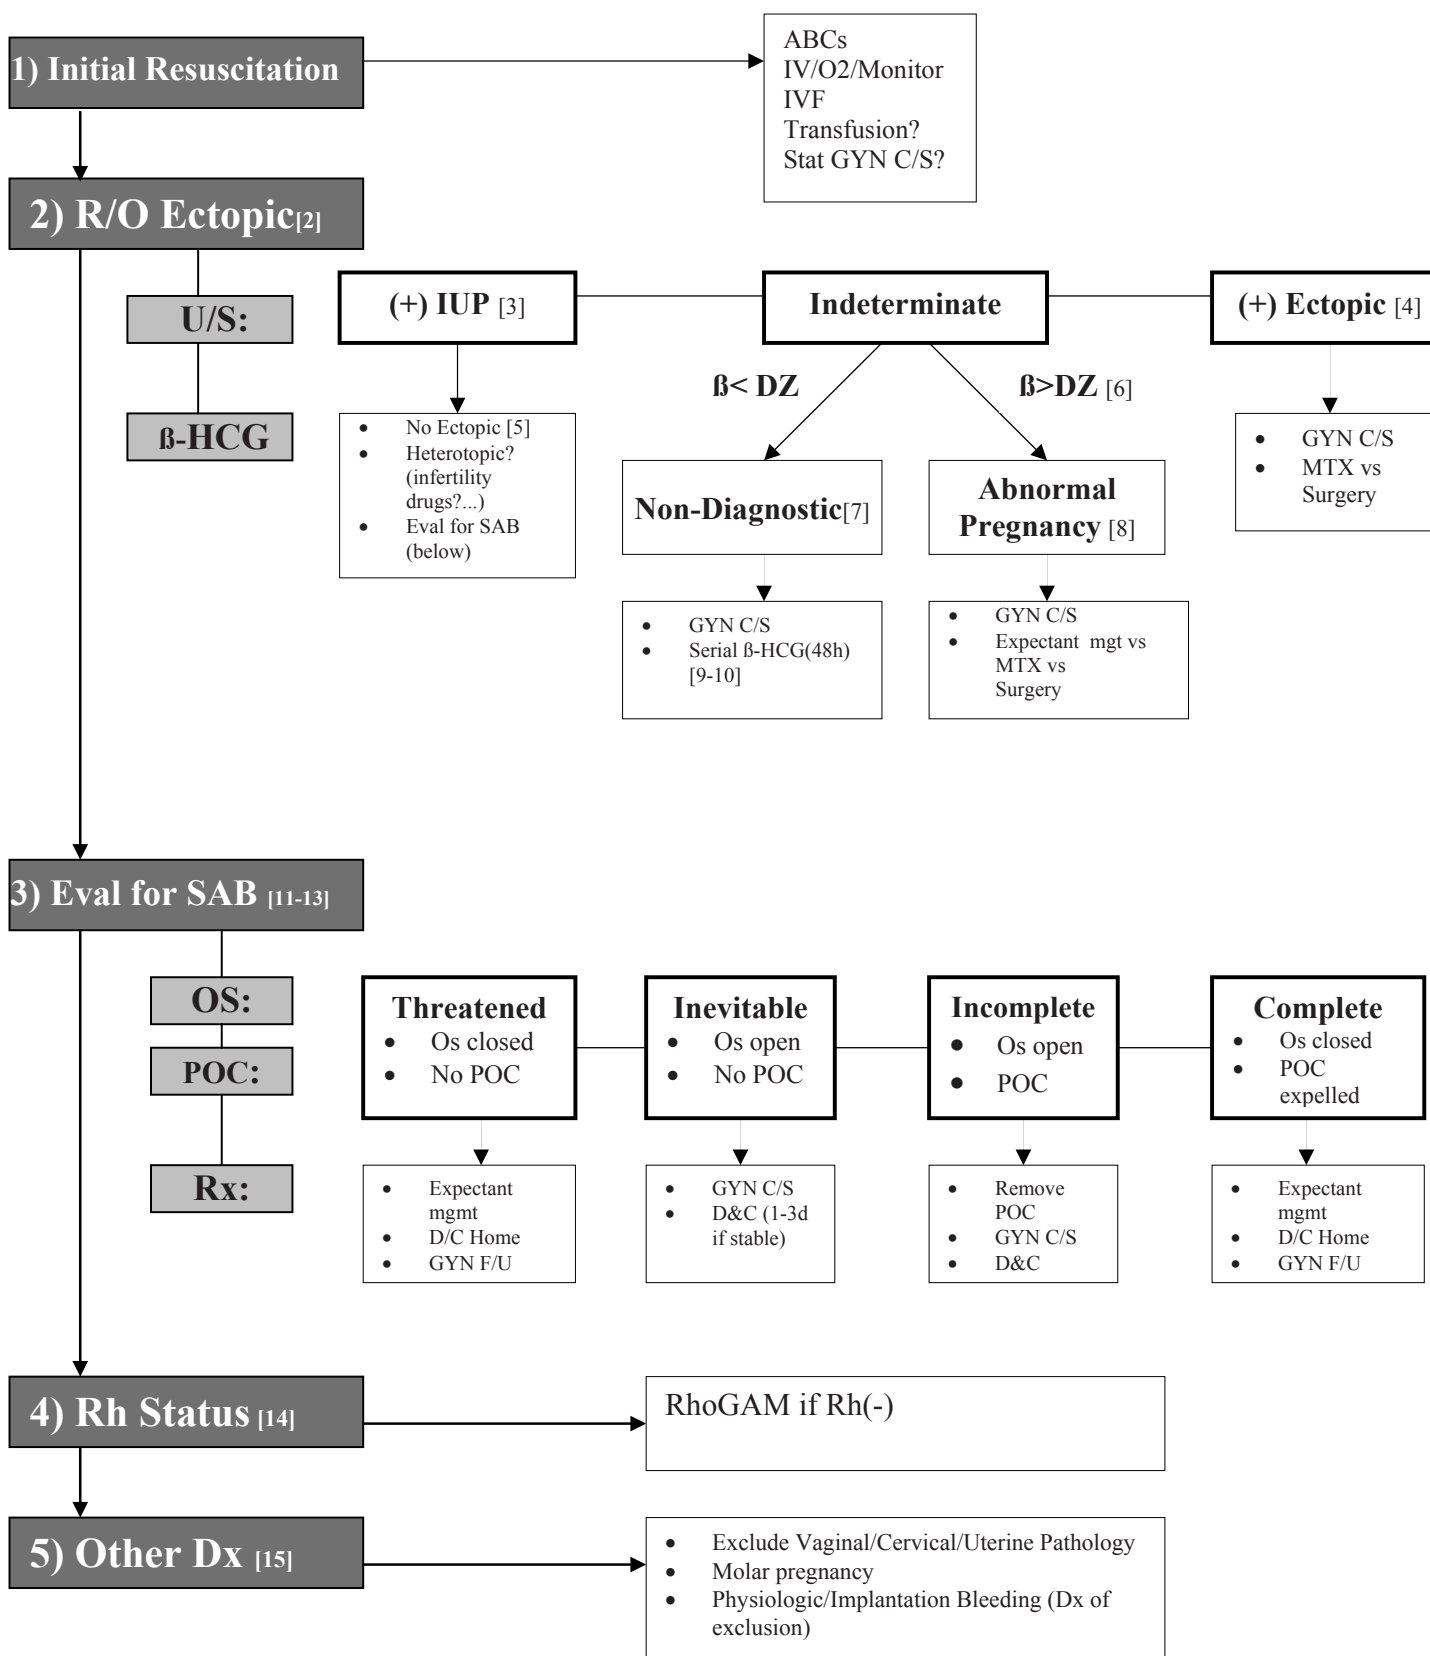 1) Initial Resuscitation
ABCs
IV/O2/Monitor
IVF
Transfusion?
Stat GYN C/S?
2) R/O Ectopic[2]
U/S:
ß-HCG
(+) IUP [3]
Indeterminate
(+) Ectopic [4]
ß< DZ
ß>DZ [6]
• No Ectopic [5]
• Heterotopic?
(infertility
drugs?...)
• Eval for SAB
(below)
Non-Diagnostic[7]
Abnormal
Pregnancy [8]
• GYN C/S
• MTX vs
Surgery
• GYN C/S
• Serial ß-HCG(48h)
[9-10]
• GYN C/S
• Expectant mgt vs
MTX vs
Surgery
3) Eval for SAB [11-13]
OS:
POC:
Rx:
Threatened
• Os closed
• No POC
Inevitable
• Os open
• No POC
Incomplete
• Os open
• POC
Complete
• Os closed
• POC
expelled
• Expectant
mgmt
• D/C Home
• GYN F/U
• GYN C/S
• D&C (1-3d
if stable)
• Remove
POC
• GYN C/S
• D&C
• Expectant
mgmt
• D/C Home
• GYN F/U
4) Rh Status [14]
RhoGAM if Rh(-)
5) Other Dx [15]
• Exclude Vaginal/Cervical/Uterine Pathology
• Molar pregnancy
• Physiologic/Implantation Bleeding (Dx of
exclusion)